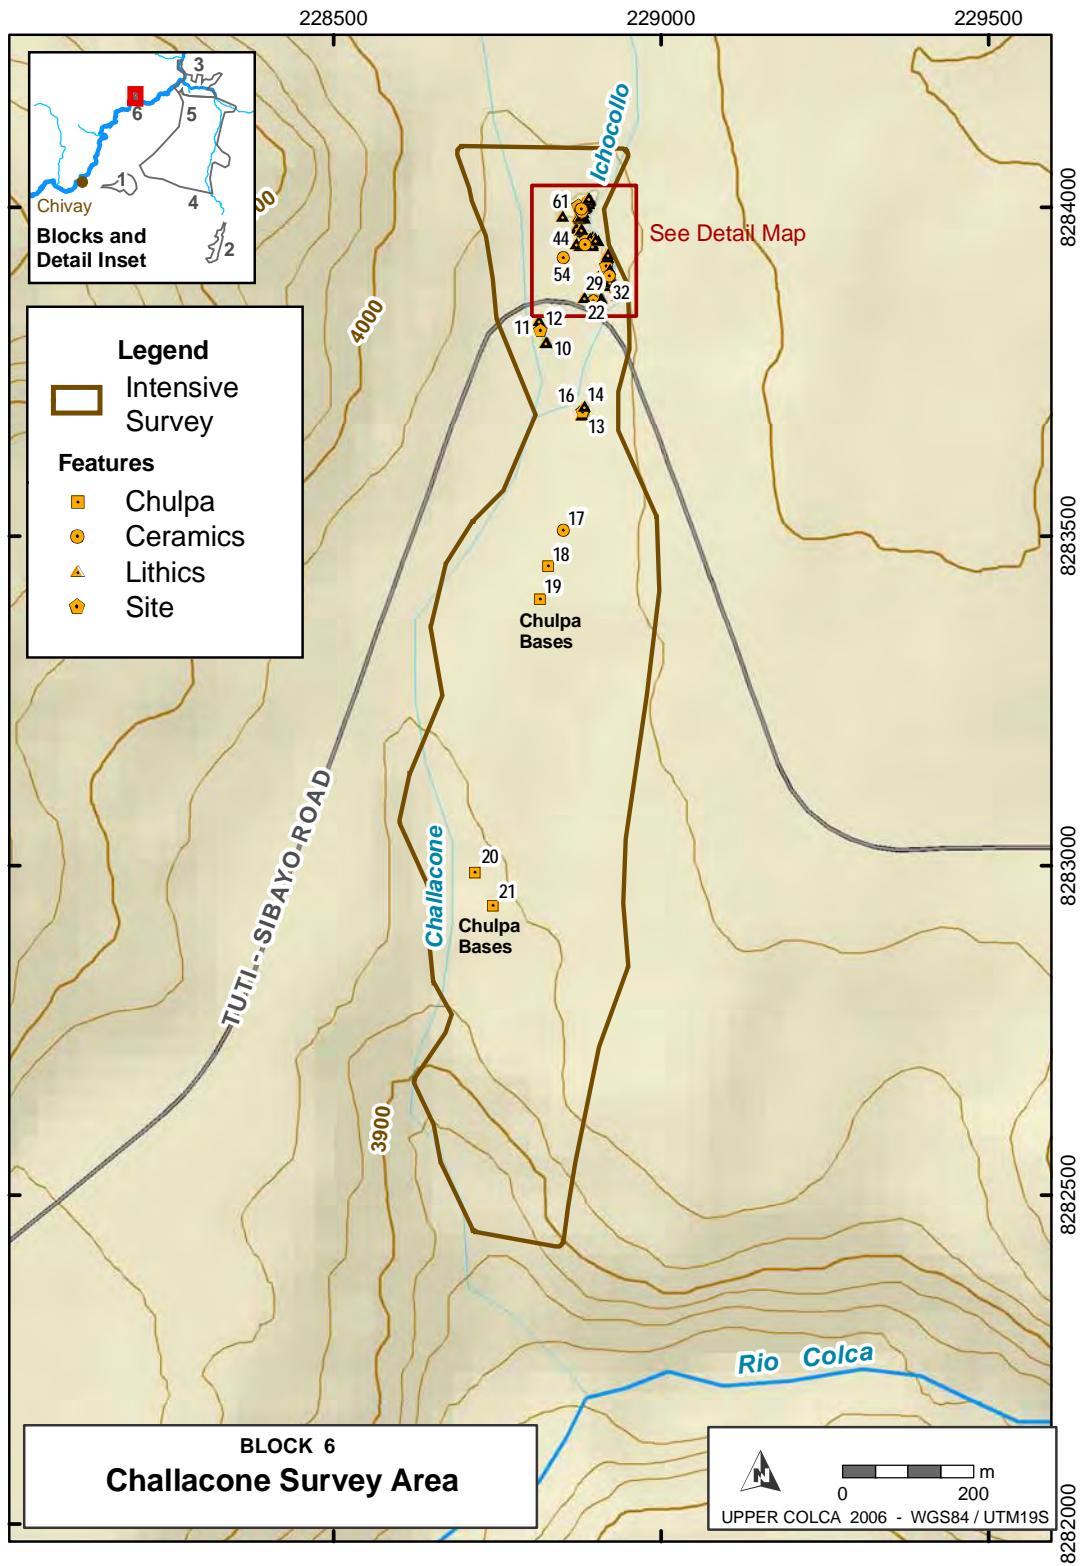 228500
229000
229500
3
6
5
1
4
2
Chivay
Blocks and
Detail Inset
Ichocollo
61
44
54
29
32
22
See Detail Map
8284000
4000
12
11
10
16
14
13
Legend
Intensive
Survey
Features
Chulpa
Ceramics
Lithics
Site
17
18
19
Chulpa
Bases
8283500
TUTI - SIBAYO ROAD
Challacone
20
21
Chulpa
Bases
8283000
3900
8282500
Rio Colca
BLOCK 6
Challacone Survey Area
N
m
0
200
UPPER COLCA 2006 - WGS84 / UTM19S
8282000